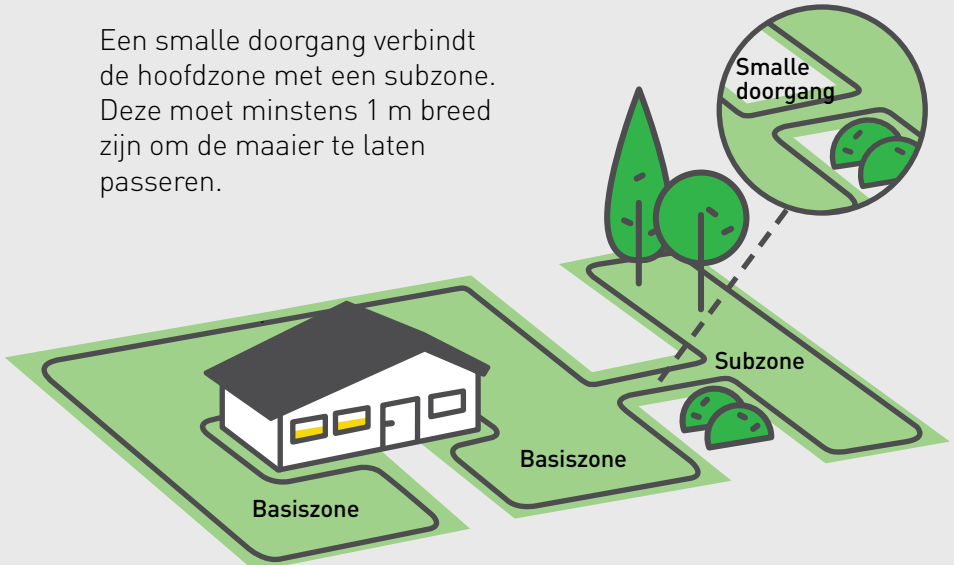 Een smalle doorgang verbindt
de hoofdzone met een subzone.
Deze moet minstens 1 m breed
zijn om de maaier te laten
passeren.
Smalle
doorgang
Subzone
Basiszone
Basiszone